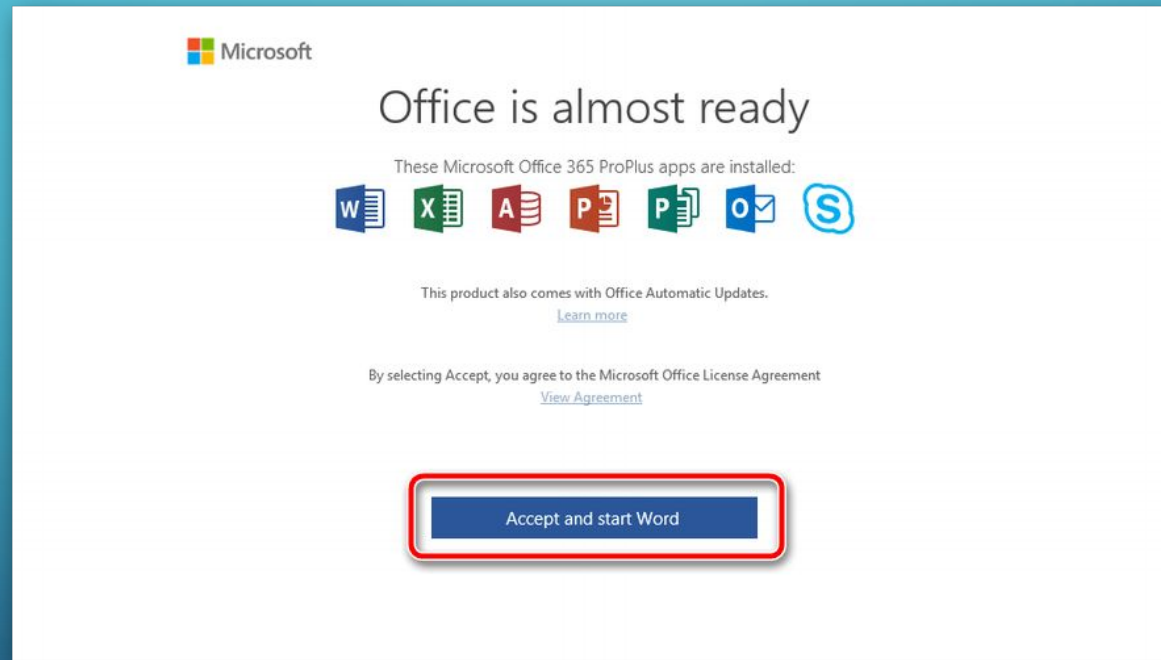 Microsoft
Office is almost ready
These Microsoft Office 365 ProPlus apps are installed:
W X A P P O S
This product also comes with Office Automatic Updates.
Learn more
By selecting Accept, you agree to the Microsoft Office License Agreement
View Agreement
Accept and start Word